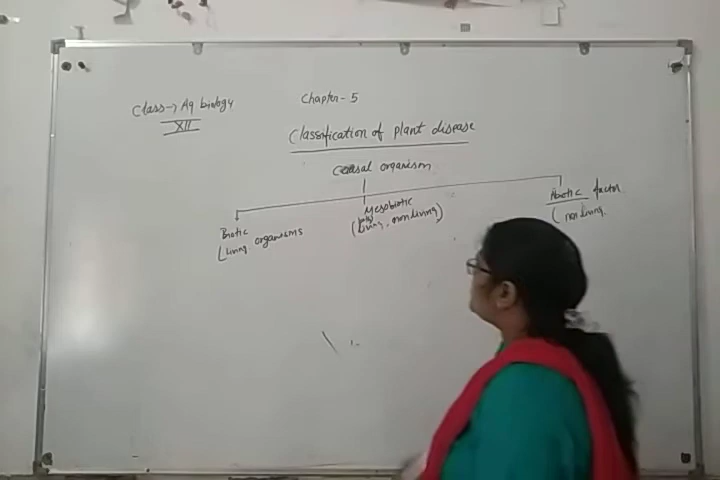 Class→ Ag biology
XII
Chapter - 5
Classification of plant disease
Causal organism
Biotic
(Living organisms
Mesobiotic
(both living, nonliving)
Abiotic factor
(non living